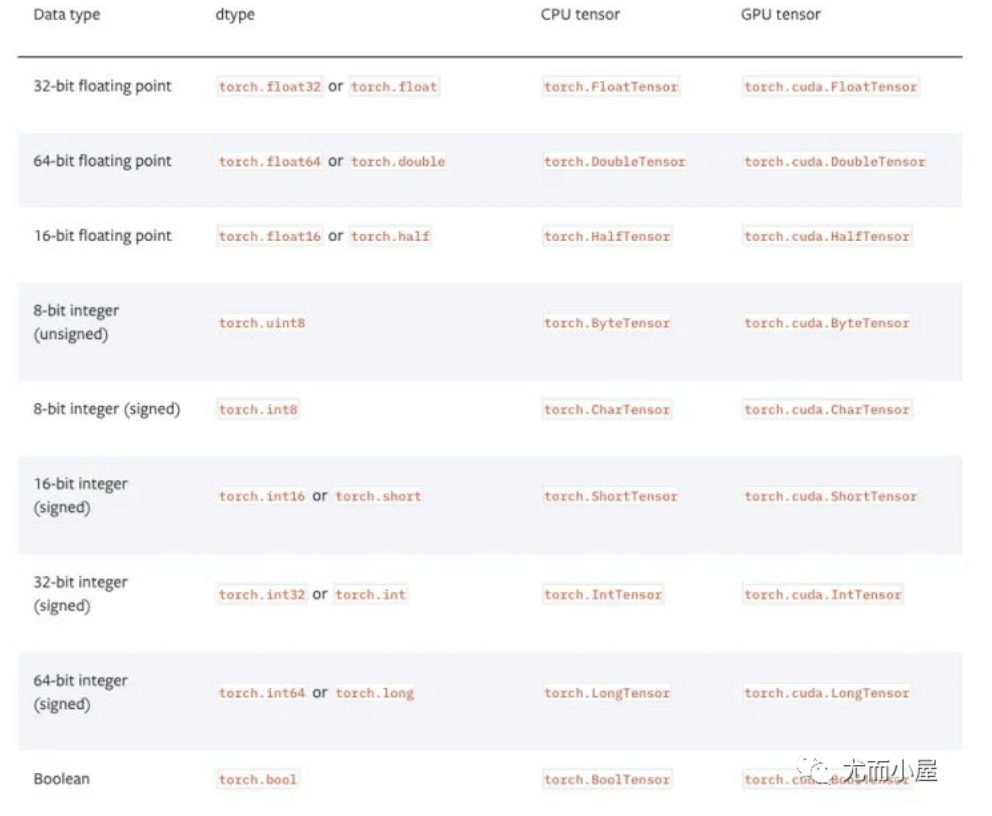 Data type dtype CPU tensor GPU tensor
32-bit floating point torch.float32 or torch.float torch.FloatTensor torch.cuda.FloatTensor
64-bit floating point torch.float64 or torch.double torch.DoubleTensor torch.cuda.DoubleTensor
16-bit floating point torch.float16 or torch.half torch.HalfTensor torch.cuda.HalfTensor
8-bit integer
(unsigned) torch.uint8 torch.ByteTensor torch.cuda.ByteTensor
8-bit integer (signed) torch.int8 torch.CharTensor torch.cuda.CharTensor
16-bit integer
(signed) torch.int16 or torch.short torch.ShortTensor torch.cuda.ShortTensor
32-bit integer
(signed) torch.int32 or torch.int torch.IntTensor torch.cuda.IntTensor
64-bit integer
(signed) torch.int64 or torch.long torch.LongTensor torch.cuda.LongTensor
Boolean torch.bool torch.BoolTensor
尤而小屋